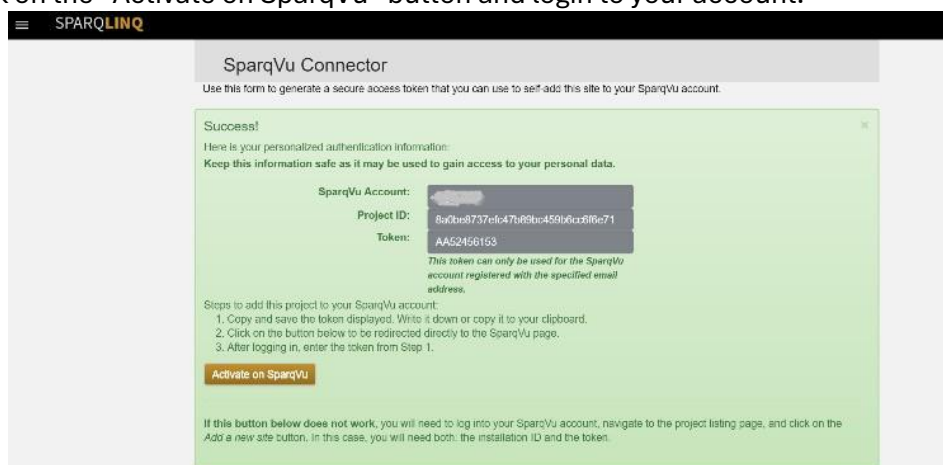 k on the "Activate on SparqVu" button and login to your account.
SPARQLINQ
SparqVu Connector
Use this form to generate a secure access token that you can use to self-add this site to your SparqVu account.
Success!
Here is your personalized authentication information:
Keep this information safe as it may be used to gain access to your personal data.
SparqVu Account:
Project ID: 8a0be8737efc47b89bc459b6cc6f6e71
Token: AA52456153
This token can only be used for the SparqVu
account registered with the specified email
address.
Steps to add this project to your SparqVu account:
1. Copy and save the token displayed. Write it down or copy it to your clipboard.
2. Click on the button below to be redirected directly to the SparqVu page.
3. After logging in, enter the token from Step 1.
Activate on SparqVu
If this button below does not work, you will need to log into your SparqVu account, navigate to the project listing page, and click on the
Add a new site button. In this case, you will need both: the installation ID and the token.